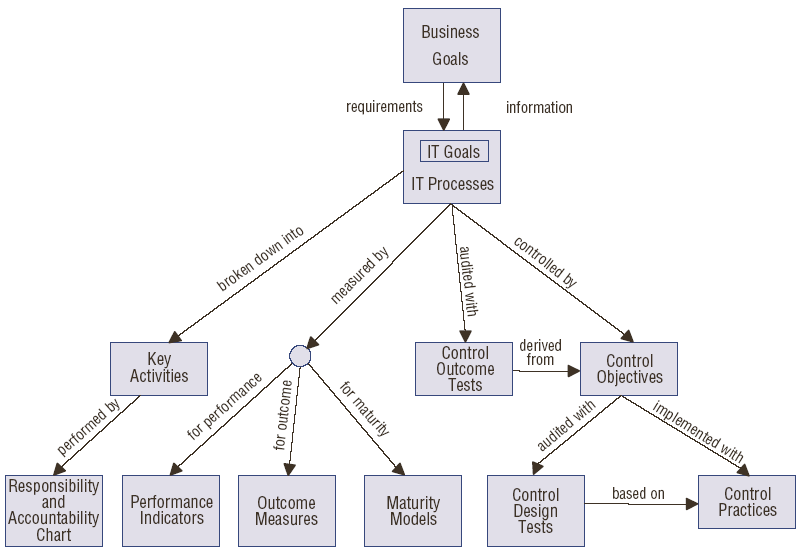 Business
Goals
requirements
information
IT Goals
IT Processes
broken down into
measured by
audited with
controlled by
Key
Activities
Control
Outcome
Tests
derived
from
Control
Objectives
performed by
for performance
for outcome
for maturity
audited with
implemented with
Responsibility
and
Accountability
Chart
Performance
Indicators
Outcome
Measures
Maturity
Models
Control
Design
Tests
based on
Control
Practices